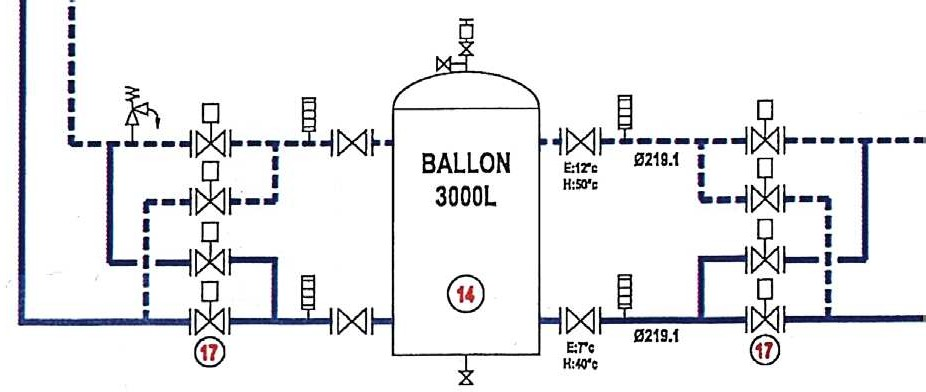 BALLON
3000L
E:12°c
H:50°c
Ø219.1
14
E:7°c
H:40°c
Ø219.1
17
17